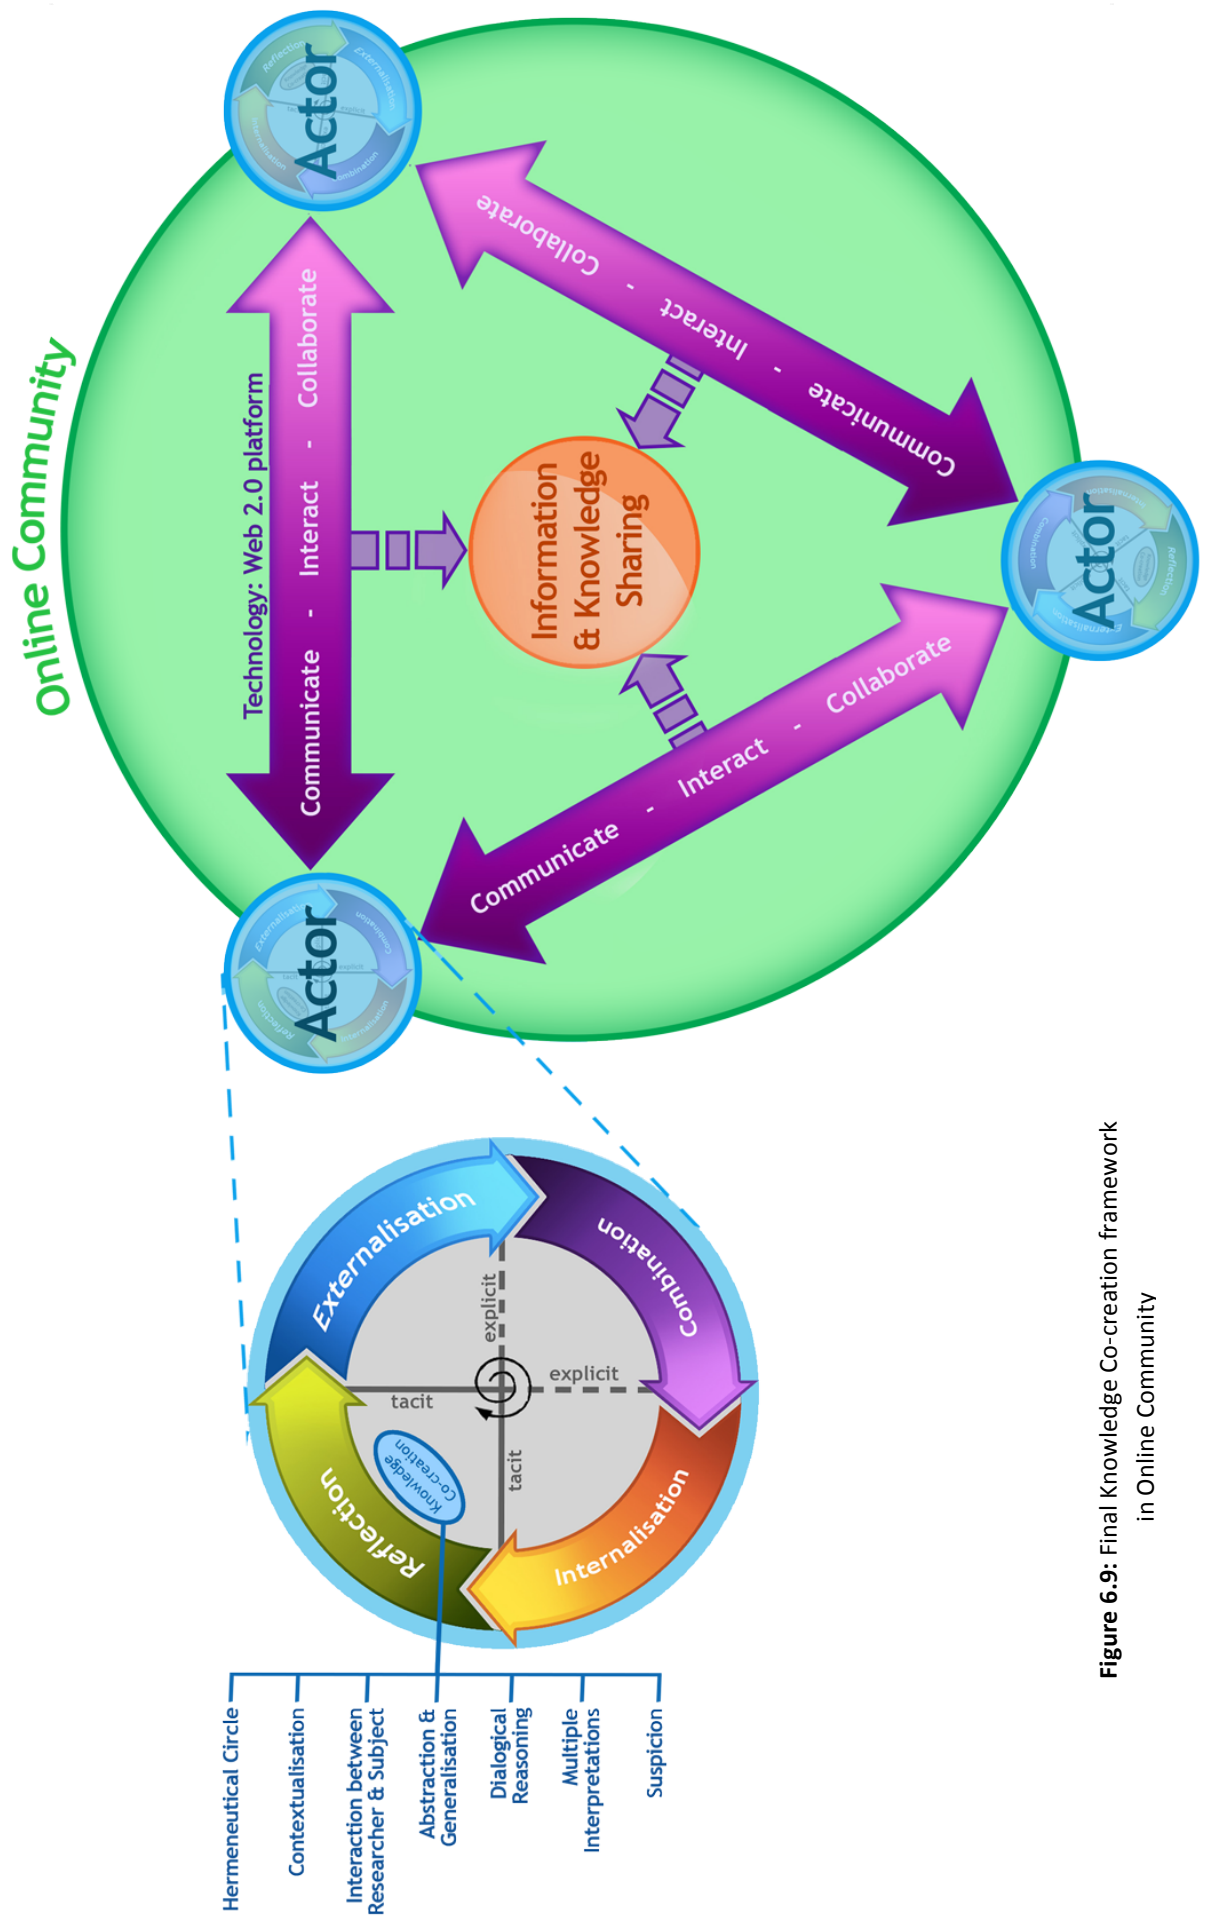 Online Community
Technology: Web 2.0 platform
Actor
Communicate - Interact - Collaborate
Actor
Communicate - Interact - Collaborate
Communicate - Interact - Collaborate
Information
& Knowledge
Sharing
Actor
Externalisation
Combination
Internalisation
Reflection
tacit
explicit
tacit
explicit
Knowledge
Co-creation
Hermeneutical Circle
Contextualisation
Interaction between
Researcher & Subject
Abstraction &
Generalisation
Dialogical
Reasoning
Multiple
Interpretations
Suspicion
Figure 6.9: Final Knowledge Co-creation framework
in Online Community